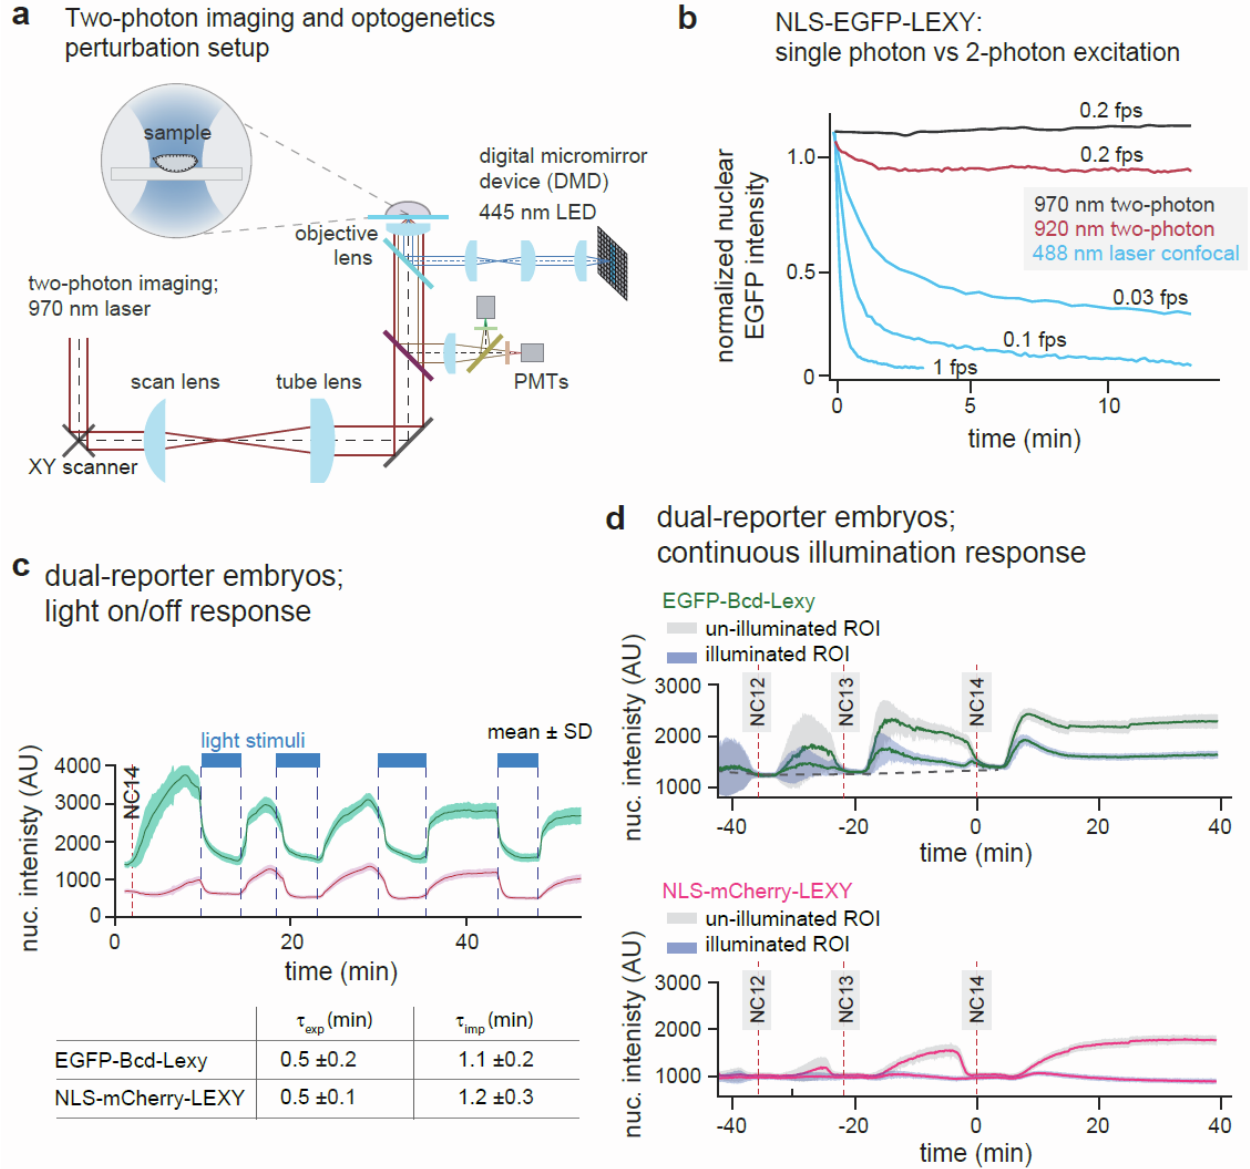 a Two-photon imaging and optogenetics
perturbation setup
sample
digital micromirror
device (DMD)
445 nm LED
objective
lens
two-photon imaging;
970 nm laser
scan lens
tube lens
PMTs
XY scanner
b NLS-EGFP-LEXY:
single photon vs 2-photon excitation
normalized nuclear
EGFP intensity
1.0
0.5
0
0.2 fps
0.2 fps
970 nm two-photon
920 nm two-photon
488 nm laser confocal
0.03 fps
0.1 fps
1 fps
0 5 10
time (min)
c dual-reporter embryos;
light on/off response
light stimuli
mean ± SD
NC14
nuc. intenisty (AU)
4000
3000
2000
1000
0
0 20 40
time (min)
τexp (min) τimp (min)
EGFP-Bcd-Lexy 0.5 ±0.2 1.1 ±0.2
NLS-mCherry-LEXY 0.5 ±0.1 1.2 ±0.3
d dual-reporter embryos;
continuous illumination response
EGFP-Bcd-Lexy
un-illuminated ROI
illuminated ROI
nuc. intenisty (AU)
3000
2000
1000
NC12 NC13 NC14
-40 -20 0 20 40
time (min)
NLS-mCherry-LEXY
un-illuminated ROI
illuminated ROI
nuc. intenisty (AU)
3000
2000
1000
NC12 NC13 NC14
-40 -20 0 20 40
time (min)